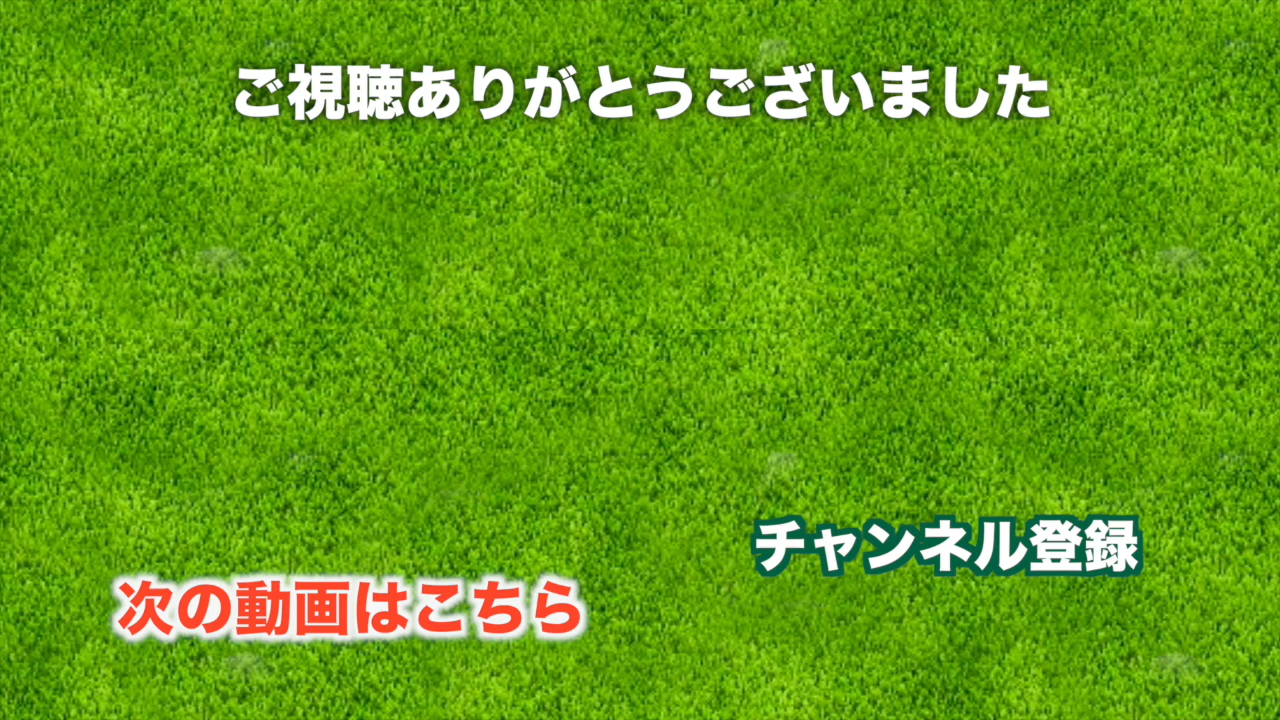 ご視聴ありがとうございました
チャンネル登録
次の動画はこちら